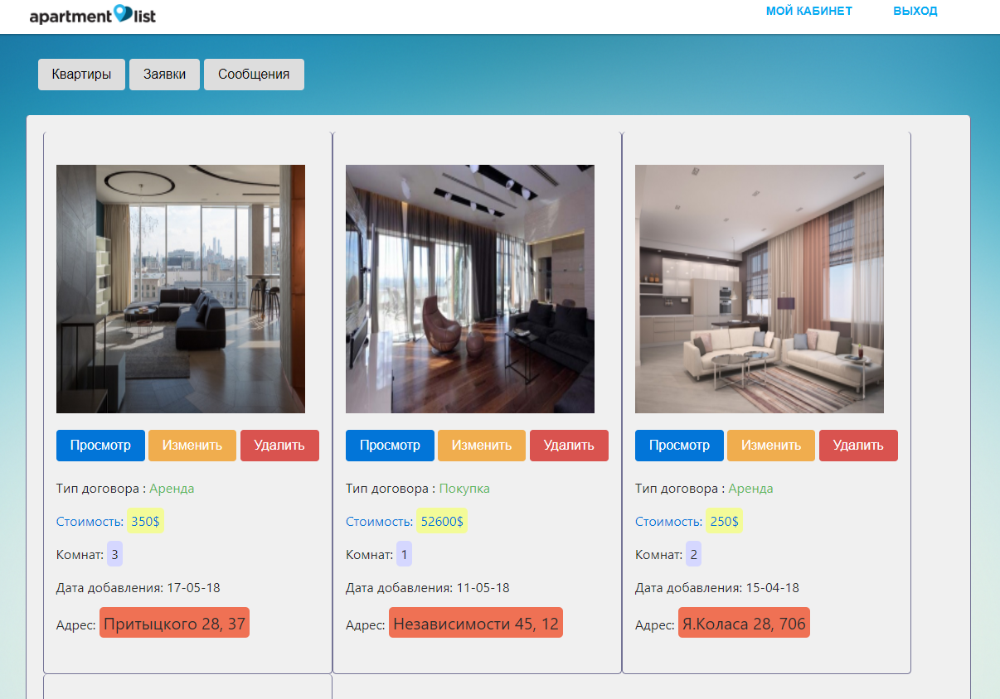 apartment list
МОЙ КАБИНЕТ ВЫХОД
Квартиры Заявки Сообщения
Просмотр Изменить Удалить Просмотр Изменить Удалить Просмотр Изменить Удалить
Тип договора : Аренда
Стоимость: 350$
Комнат: 3
Дата добавления: 17-05-18
Адрес: Притыцкого 28, 37
Тип договора : Покупка
Стоимость: 52600$
Комнат: 1
Дата добавления: 11-05-18
Адрес: Независимости 45, 12
Тип договора : Аренда
Стоимость: 250$
Комнат: 2
Дата добавления: 15-04-18
Адрес: Я.Коласа 28, 706